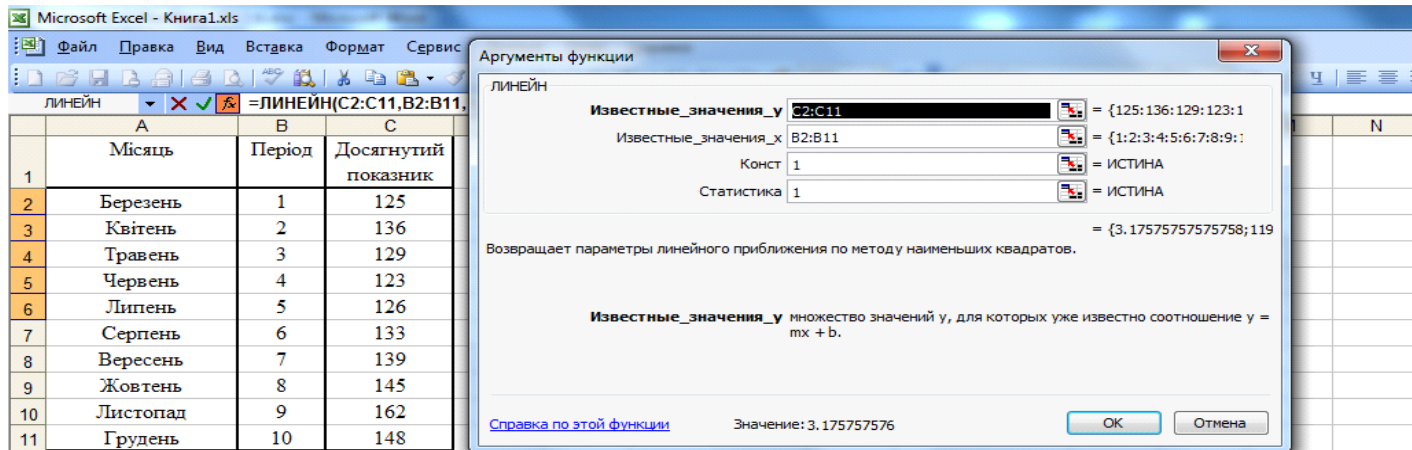 Microsoft Excel - Книга1.xls
Файл Правка Вид Вставка Формат Сервис
Ч
ЛИНЕЙН =ЛИНЕЙН(C2:C11,B2:B11,
A B C N
1 Місяць Період Досягнутий показник
2 Березень 1 125
3 Квітень 2 136
4 Травень 3 129
5 Червень 4 123
6 Липень 5 126
7 Серпень 6 133
8 Вересень 7 139
9 Жовтень 8 145
10 Листопад 9 162
11 Грудень 10 148
Аргументы функции
ЛИНЕЙН
Известные_значения_y C2:C11 = {125:136:129:123:1
Известные_значения_x B2:B11 = {1:2:3:4:5:6:7:8:9:
Конст 1 = ИСТИНА
Статистика 1 = ИСТИНА
= {3.17575757575758;119
Возвращает параметры линейного приближения по методу наименьших квадратов.
Известные_значения_y множество значений y, для которых уже известно соотношение y =
mx + b.
Справка по этой функции Значение:3.175757576 OK Отмена